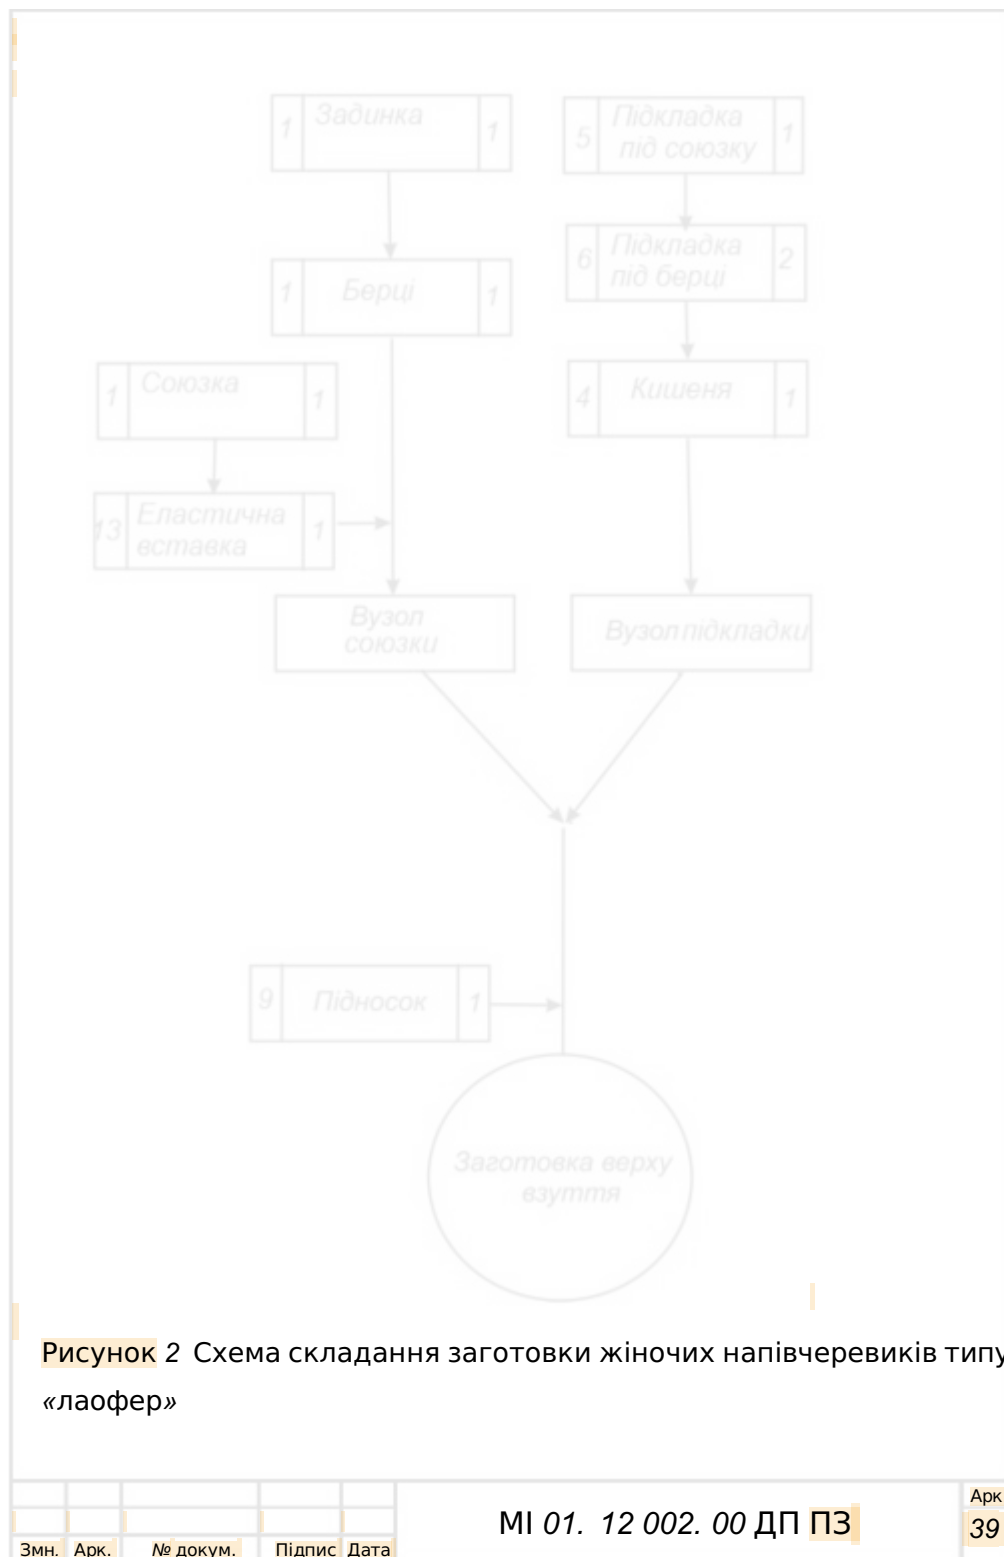 1 Задинка 1
5 Підкладка 1
під союзку
6 Підкладка 2
під берці
1 Берці 1
4 Кишеня 1
1 Союзка 1
13 Еластична 1
вставка
Вузол
союзки
Вузол підкладки
9 Підносок 1
Заготовка верху
взуття
Рисунок 2 Схема складання заготовки жіночих напівчеревиків типу
«лаофер»
МІ 01. 12 002. 00 ДП ПЗ
Арк
39
Змн. Арк. № докум. Підпис Дата